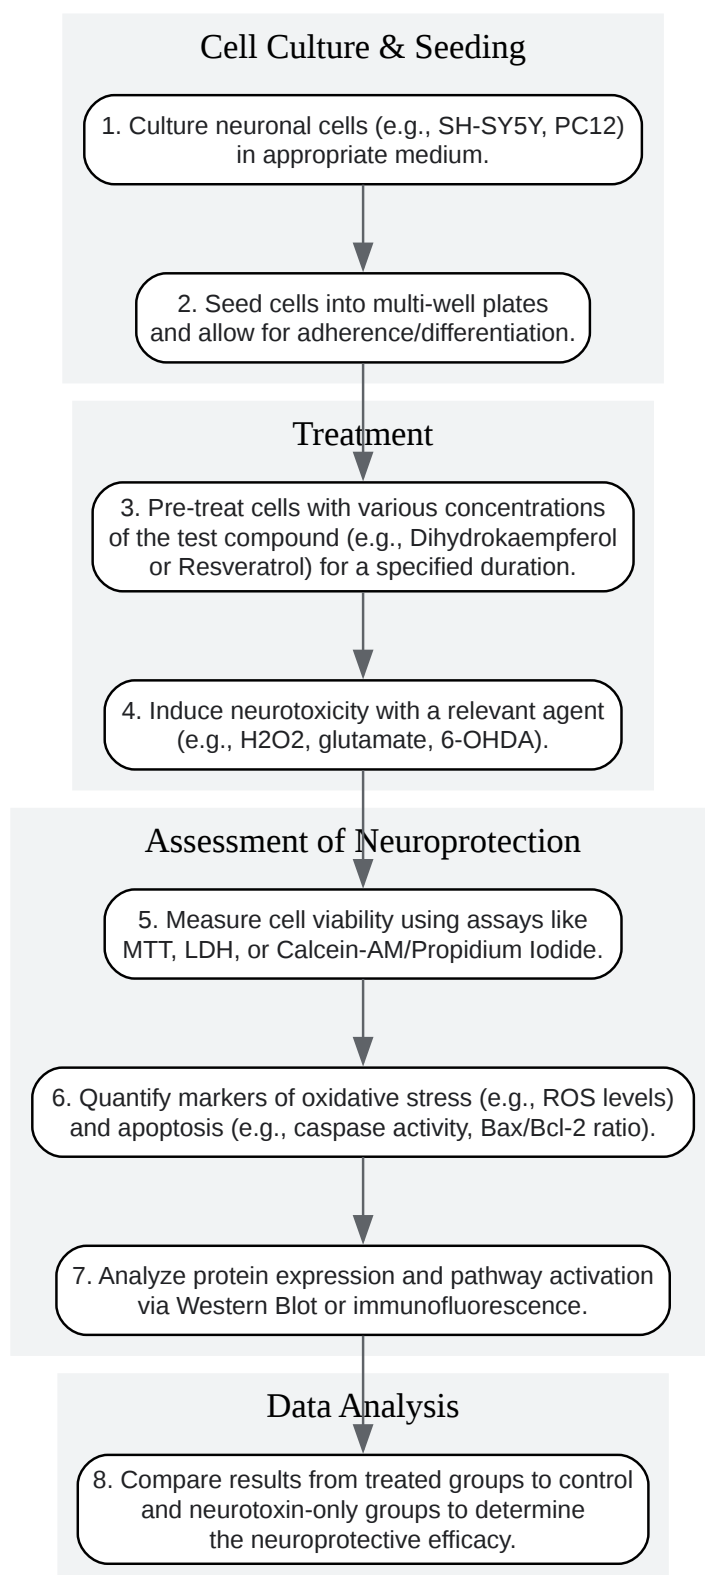 Cell Culture & Seeding
1. Culture neuronal cells (e.g., SH-SY5Y, PC12)
in appropriate medium.
2. Seed cells into multi-well plates
and allow for adherence/differentiation.
Treatment
3. Pre-treat cells with various concentrations
of the test compound (e.g., Dihydrokaempferol
or Resveratrol) for a specified duration.
4. Induce neurotoxicity with a relevant agent
(e.g., H2O2, glutamate, 6-OHDA).
Assessment of Neuroprotection
5. Measure cell viability using assays like
MTT, LDH, or Calcein-AM/Propidium Iodide.
6. Quantify markers of oxidative stress (e.g., ROS levels)
and apoptosis (e.g., caspase activity, Bax/Bcl-2 ratio).
7. Analyze protein expression and pathway activation
via Western Blot or immunofluorescence.
Data Analysis
8. Compare results from treated groups to control
and neurotoxin-only groups to determine
the neuroprotective efficacy.